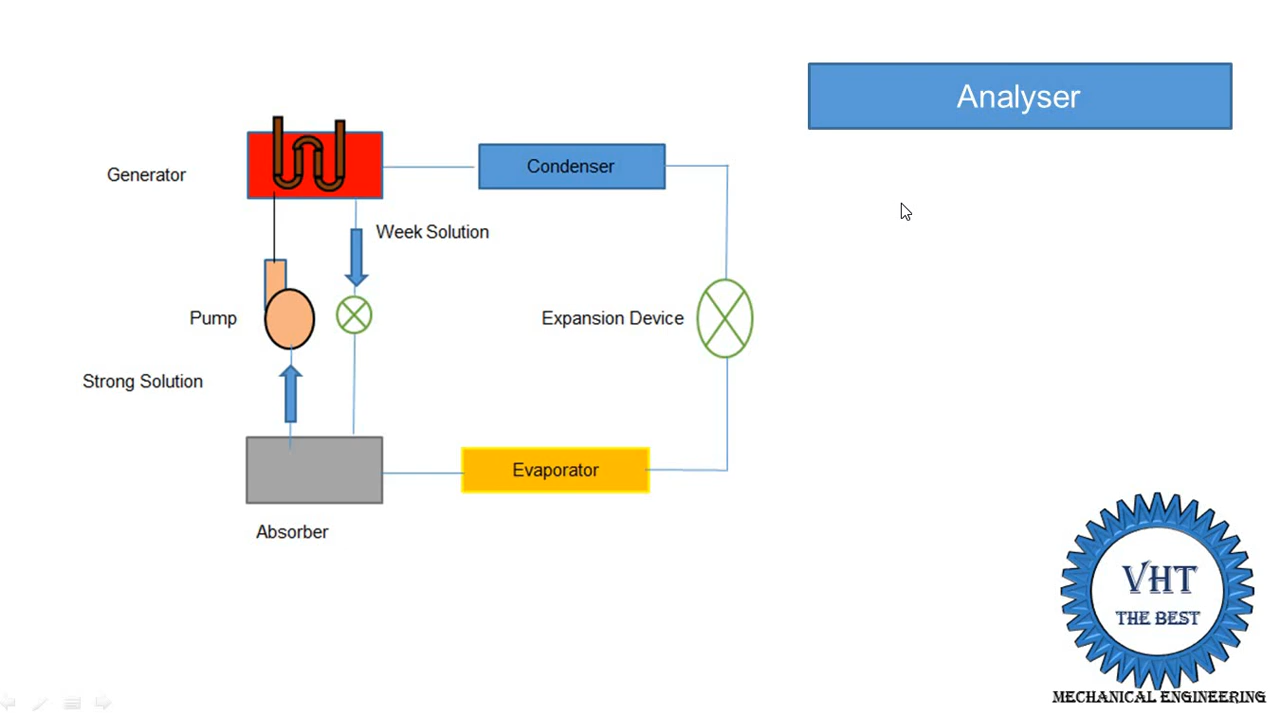 Analyser
Generator
Condenser
Week Solution
Pump
Expansion Device
Strong Solution
Evaporator
Absorber
VHT
THE BEST
MECHANICAL ENGINEERING